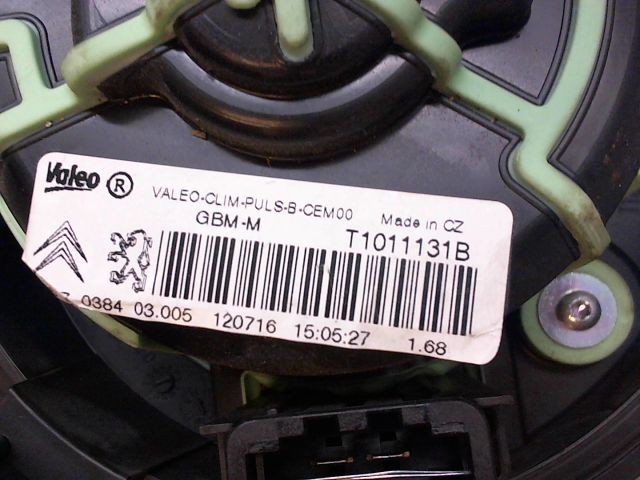 Valeo ® VALEO-CLIM-PULS-B-CEM00 Made in CZ
GBM-M T1011131B
0384 03.005 120716 15:05:27 1.68